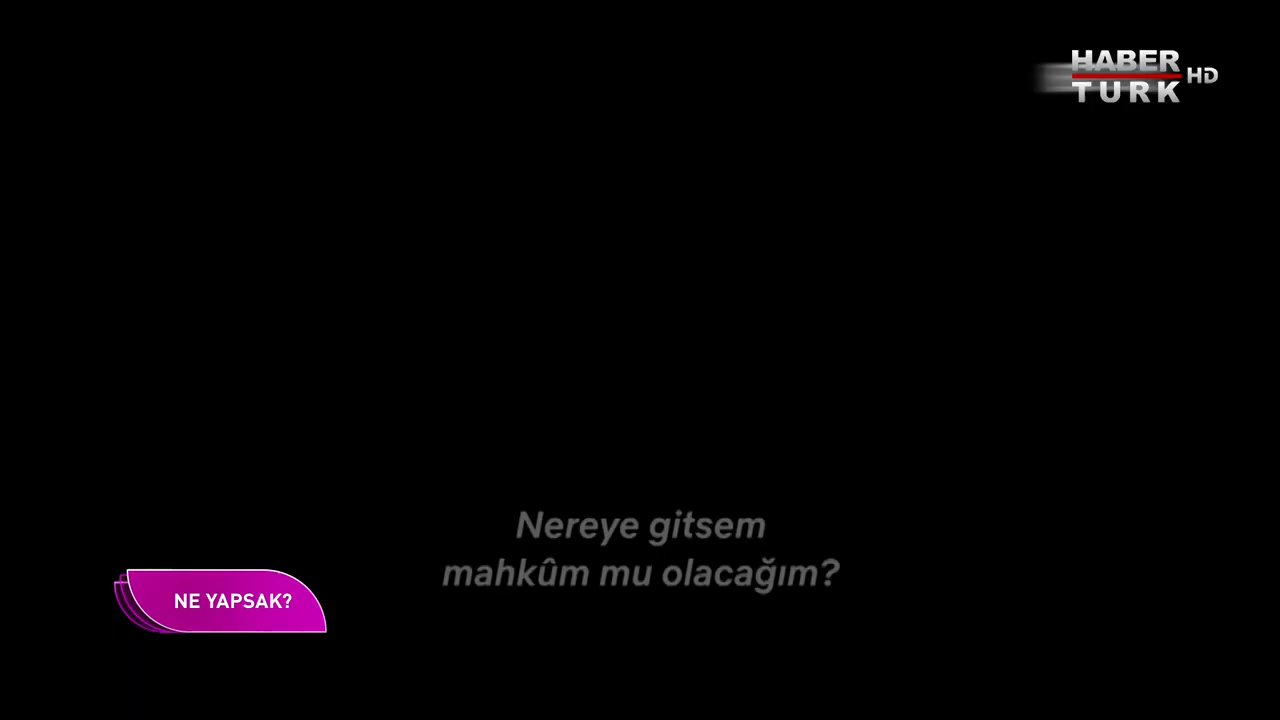 HABER
TURK HD
Nereye gitsem
mahkûm mu olacağım?
NE YAPSAK?